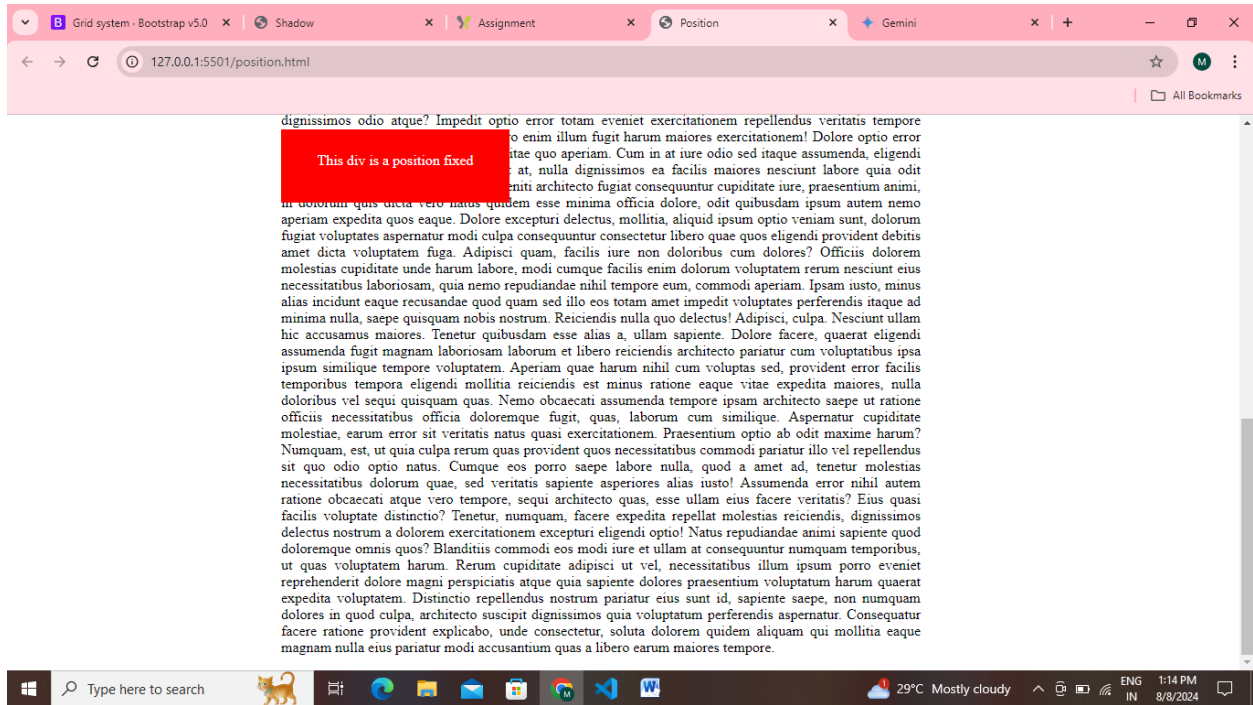 Grid system · Bootstrap v5.0
Shadow
Assignment
Position
Gemini
127.0.0.1:5501/position.html
M
All Bookmarks
dignissimos odio atque? Impedit optio error totam eveniet exercitationem repellendus veritatis tempore
enim illum fugit harum maiores exercitationem! Dolore optio error
This div is a position fixed
quo aperiam. Cum in at iure odio sed itaque assumenda, eligendi
at, nulla dignissimos ea facilis maiores nesciunt labore quia odit
architecto fugiat consequuntur cupiditate iure, praesentium animi,
in dolorum quis dicta vero natus quidem esse minima officia dolore, odit quibusdam ipsum autem nemo
aperiam expedita quos eaque. Dolore excepturi delectus, mollitia, aliquid ipsum optio veniam sunt, dolorum
fugiat voluptates aspernatur modi culpa consequuntur consectetur libero quae quos eligendi provident debitis
amet dicta voluptatem fuga. Adipisci quam, facilis iure non doloribus cum dolores? Officiis dolorem
molestias cupiditate unde harum labore, modi cumque facilis enim dolorum voluptatem rerum nesciunt eius
necessitatibus laboriosam, quia nemo repudiandae nihil tempore eum, commodi aperiam. Ipsam iusto, minus
alias incidunt eaque recusandae quod quam sed illo eos totam amet impedit voluptates perferendis itaque ad
minima nulla, saepe quisquam nobis nostrum. Reiciendis nulla quo delectus! Adipisci, culpa. Nesciunt ullam
hic accusamus maiores. Tenetur quibusdam esse alias a, ullam sapiente. Dolore facere, quaerat eligendi
assumenda fugit magnam laboriosam laborum et libero reiciendis architecto pariatur cum voluptatibus ipsa
ipsum similique tempore voluptatem. Aperiam quae harum nihil cum voluptas sed, provident error facilis
temporibus tempora eligendi mollitia reiciendis est minus ratione eaque vitae expedita maiores, nulla
doloribus vel sequi quisquam quas. Nemo obcaecati assumenda tempore ipsam architecto saepe ut ratione
officiis necessitatibus officia doloremque fugit, quas, laborum cum similique. Aspernatur cupiditate
molestiae, earum error sit veritatis natus quasi exercitationem. Praesentium optio ab odit maxime harum?
Numquam, est, ut quia culpa rerum quas provident quos necessitatibus commodi pariatur illo vel repellendus
sit quo odio optio natus. Cumque eos porro saepe labore nulla, quod a amet ad, tenetur molestias
necessitatibus dolorum quae, sed veritatis sapiente asperiores alias iusto! Assumenda error nihil autem
ratione obcaecati atque vero tempore, sequi architecto quas, esse ullam eius facere veritatis? Eius quasi
facilis voluptate distinctio? Tenetur, numquam, facere expedita repellat molestias reiciendis, dignissimos
delectus nostrum a dolorem exercitationem excepturi eligendi optio! Natus repudiandae animi sapiente quod
doloremque omnis quos? Blanditiis commodi eos modi iure et ullam at consequuntur numquam temporibus,
ut quas voluptatem harum. Rerum cupiditate adipisci ut vel, necessitatibus illum ipsum porro eveniet
reprehenderit dolore magni perspiciatis atque quia sapiente dolores praesentium voluptatum harum quaerat
expedita voluptatem. Distinctio repellendus nostrum pariatur eius sunt id, sapiente saepe, non numquam
dolores in quod culpa, architecto suscipit dignissimos quia voluptatum perferendis aspernatur. Consequatur
facere ratione provident explicabo, unde consectetur, soluta dolorem quidem aliquam qui mollitia eaque
magnam nulla eius pariatur modi accusantium quas a libero earum maiores tempore.
Type here to search
29°C Mostly cloudy
ENG
IN
1:14 PM
8/8/2024